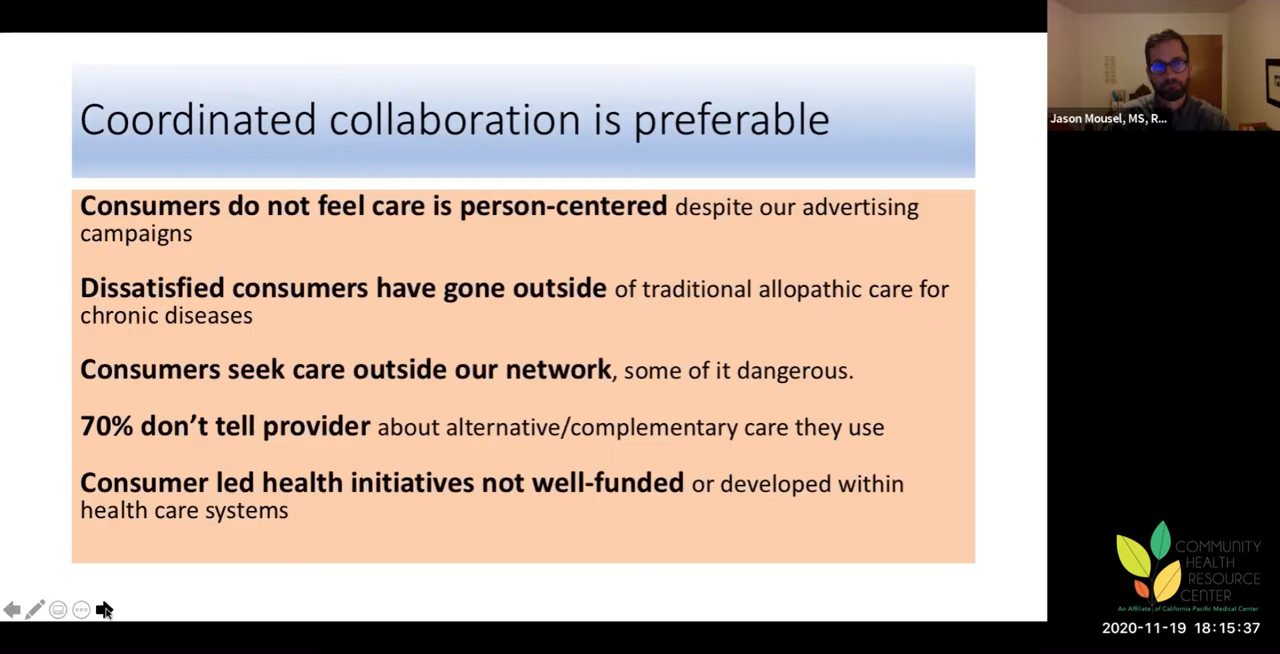 Coordinated collaboration is preferable
Consumers do not feel care is person-centered despite our advertising
campaigns
Dissatisfied consumers have gone outside of traditional allopathic care for
chronic diseases
Consumers seek care outside our network, some of it dangerous.
70% don’t tell provider about alternative/complementary care they use
Consumer led health initiatives not well-funded or developed within
health care systems
Jason Mousel, MS, R...
COMMUNITY
HEALTH
RESOURCE
CENTER
An Affiliate of California Pacific Medical Center
2020-11-19 18:15:37